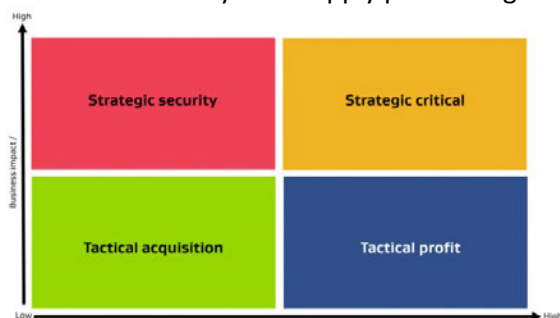 High
Strategic security
Strategic critical
Business impact /
Tactical acquisition
Tactical profit
Low
High